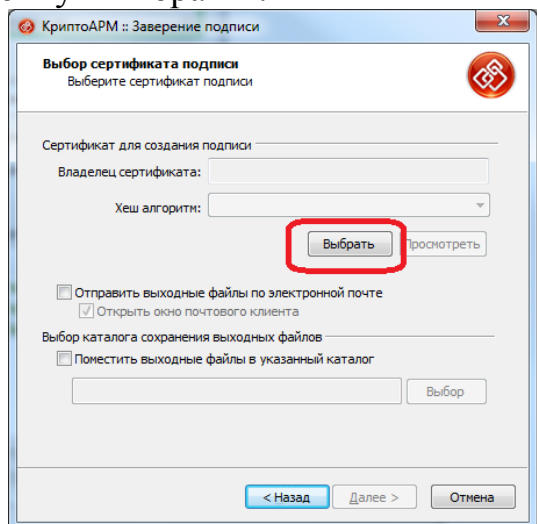 КриптоАРМ :: Заверение подписи
Выбор сертификата подписи
Выберите сертификат подписи
Сертификат для создания подписи
Владелец сертификата:
Хеш алгоритм:
Выбрать Просмотреть
Отправить выходные файлы по электронной почте
Открыть окно почтового клиента
Выбор каталога сохранения выходных файлов
Поместить выходные файлы в указанный каталог
Выбор
< Назад Далее > Отмена